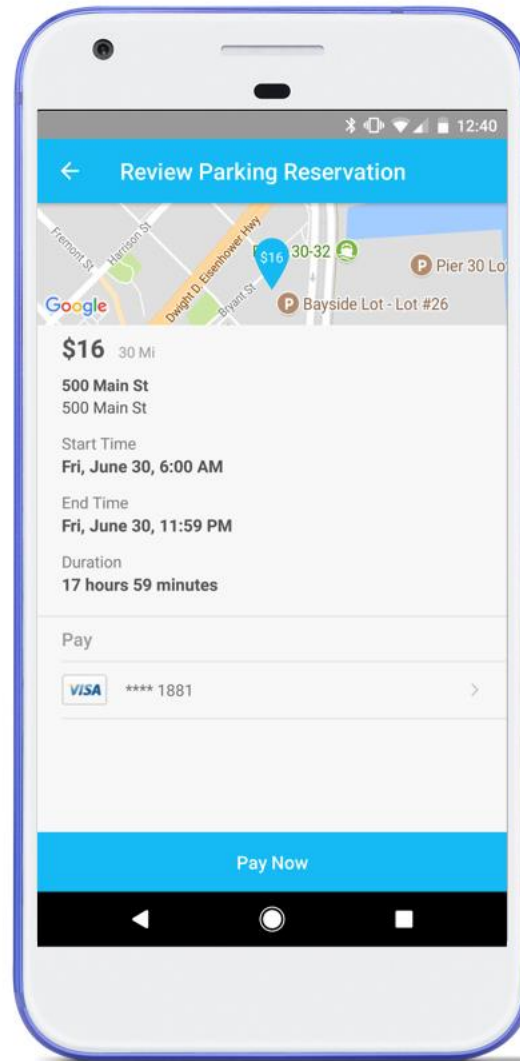 12:40
Review Parking Reservation
Fremont St
Harrison St
Dwight D. Eisenhower Hwy
Bryant St
$16
30-32
P Pier 30 Lo
P Bayside Lot - Lot #26
Google
$16 30 Mi
500 Main St
500 Main St
Start Time
Fri, June 30, 6:00 AM
End Time
Fri, June 30, 11:59 PM
Duration
17 hours 59 minutes
Pay
VISA **** 1881
Pay Now